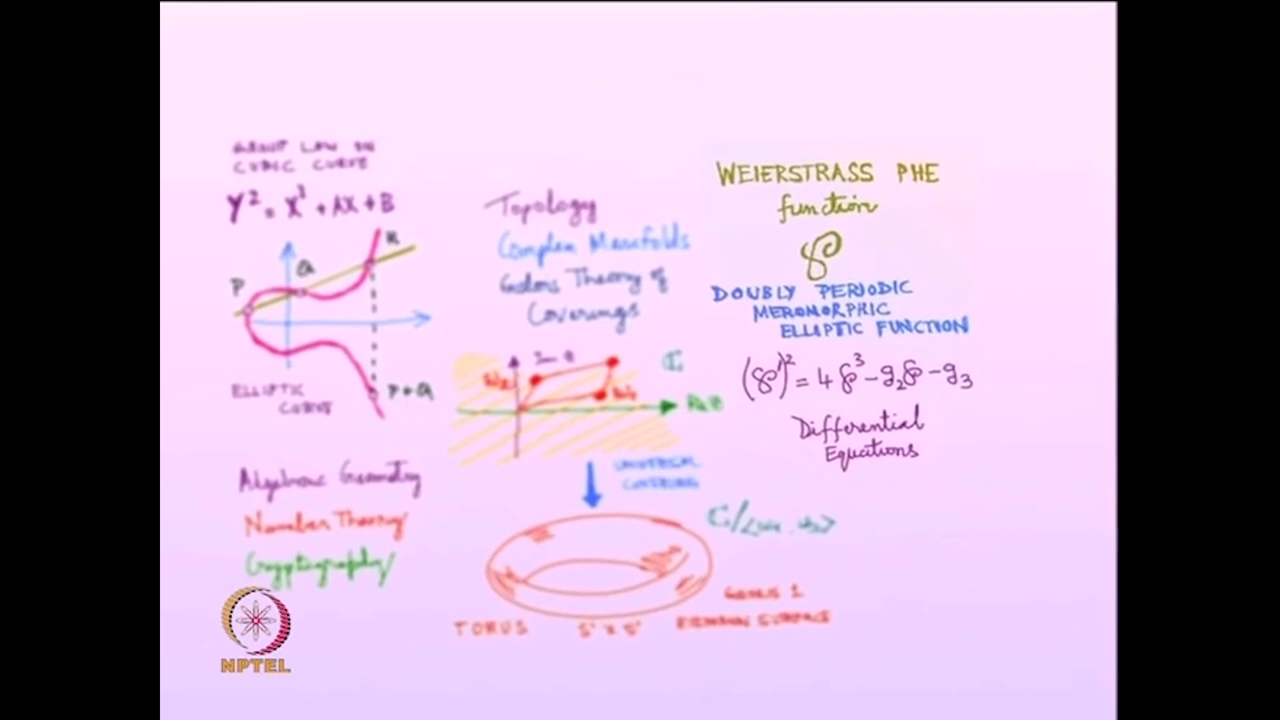 GROUP LAW ON
CUBIC CURVE
Y² = X³ + AX + B
R
Q
P
P+Q
ELLIPTIC
CURVE
Algebraic Geometry
Number Theory
Cryptography
NPTEL
Topology
Complex Manifolds
Galois Theory of
Coverings
ℂ
UNIVERSAL
COVERING
TORUS S¹ x S¹
GENUS 1
RIEMANN SURFACE
WEIERSTRASS PHE
function
℘
DOUBLY PERIODIC
MEROMORPHIC
ELLIPTIC FUNCTION
(℘')² = 4℘³ - g₂℘ - g₃
Differential
Equations